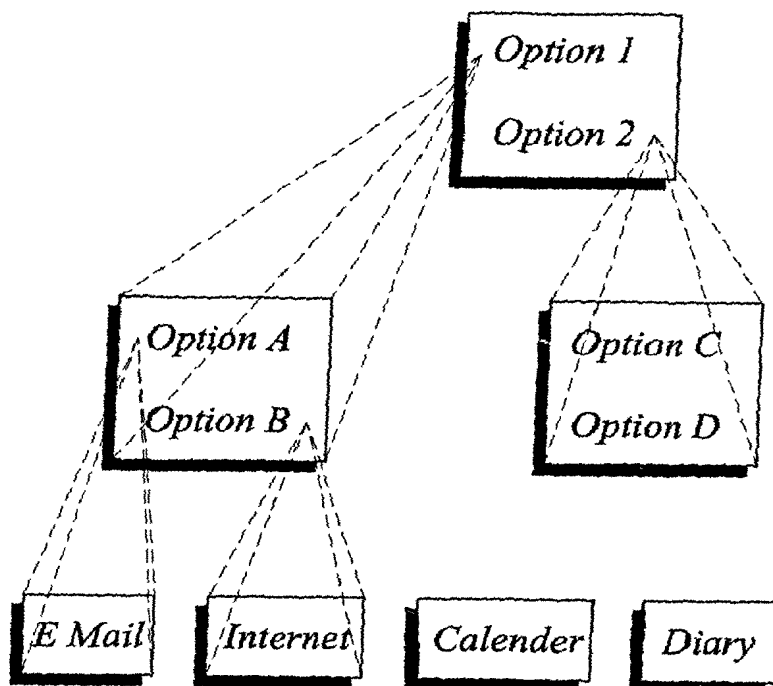 Option 1
Option 2
Option A
Option B
Option C
Option D
E Mail
Internet
Calender
Diary